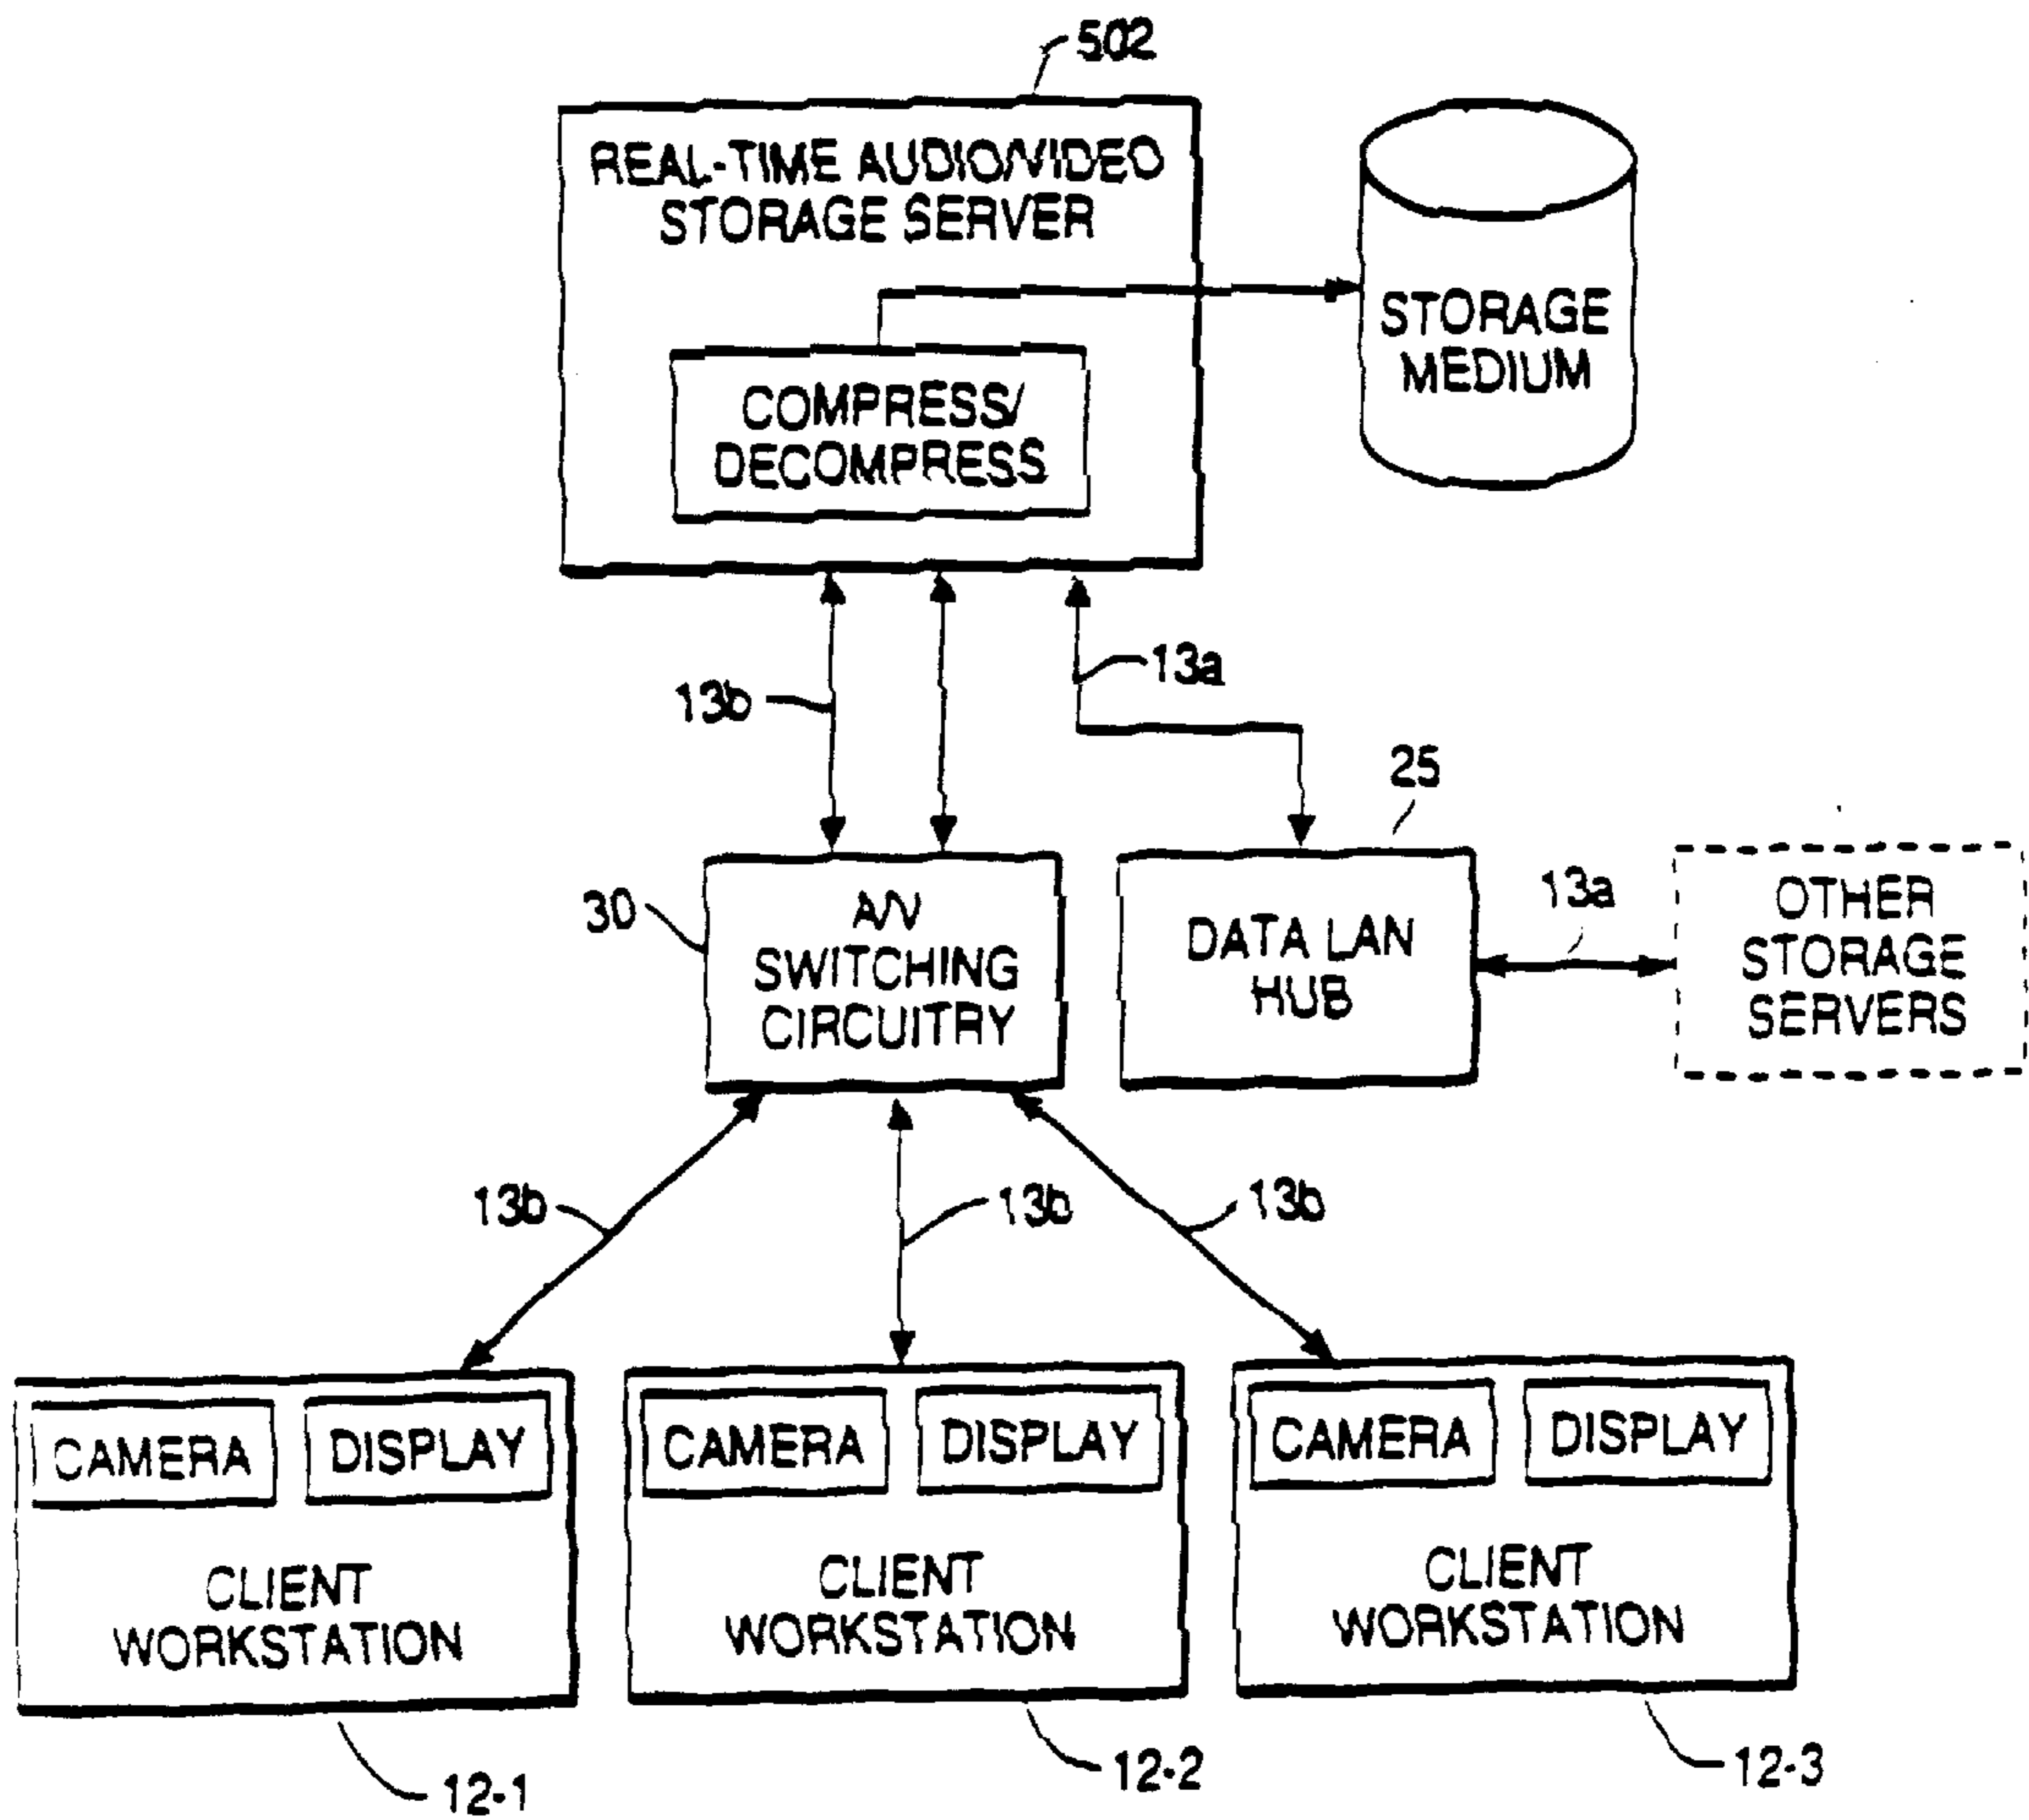 502
REAL-TIME AUDIO/VIDEO
STORAGE SERVER
STORAGE
MEDIUM
COMPRESS/
DECOMPRESS
13b
13a
25
30
A/V
SWITCHING
CIRCUITRY
DATA LAN
HUB
13a
OTHER
STORAGE
SERVERS
13b
13b
13b
CAMERA
DISPLAY
CLIENT
WORKSTATION
CAMERA
DISPLAY
CLIENT
WORKSTATION
CAMERA
DISPLAY
CLIENT
WORKSTATION
12-1
12-2
12-3